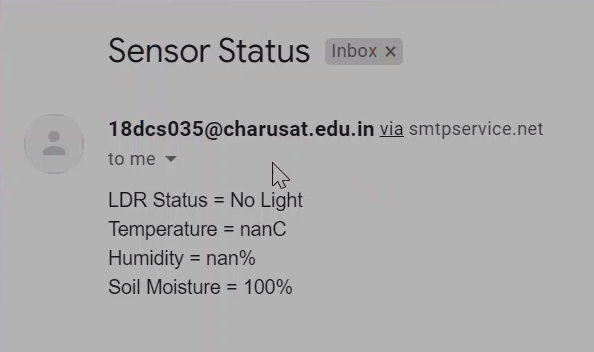 Sensor Status Inbox ×
18dcs035@charusat.edu.in via smtpservice.net
to me
LDR Status = No Light
Temperature = nanC
Humidity = nan%
Soil Moisture = 100%